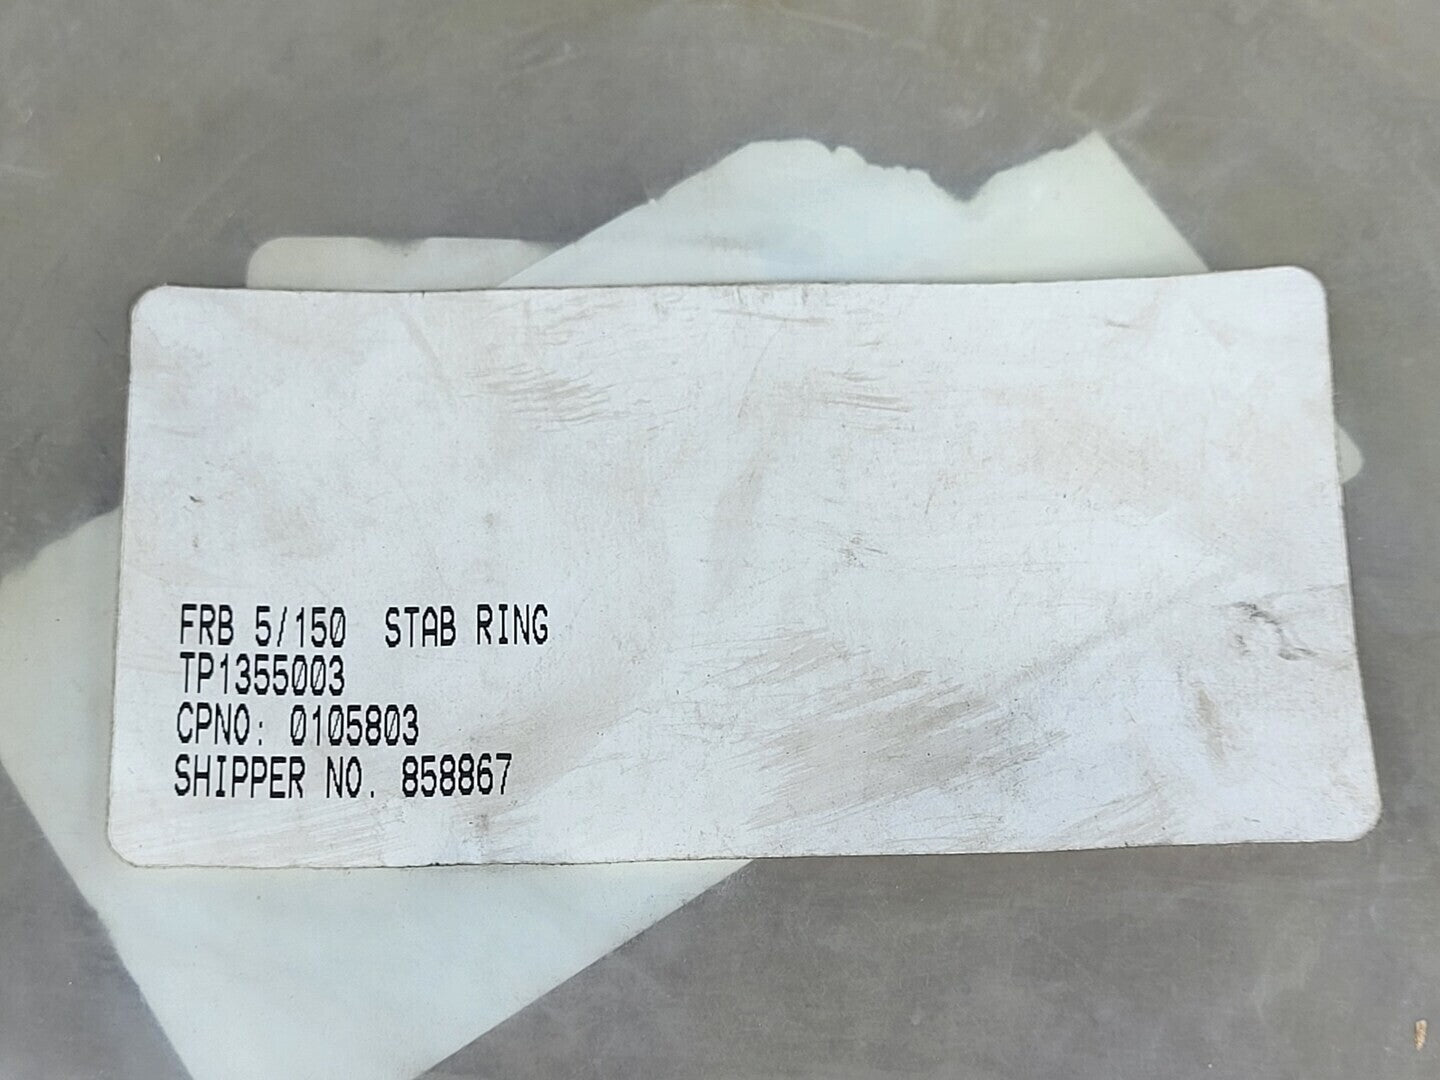 FRB 5/150 STAB RING
TP1355003
CPNO: 0105803
SHIPPER NO. 858867